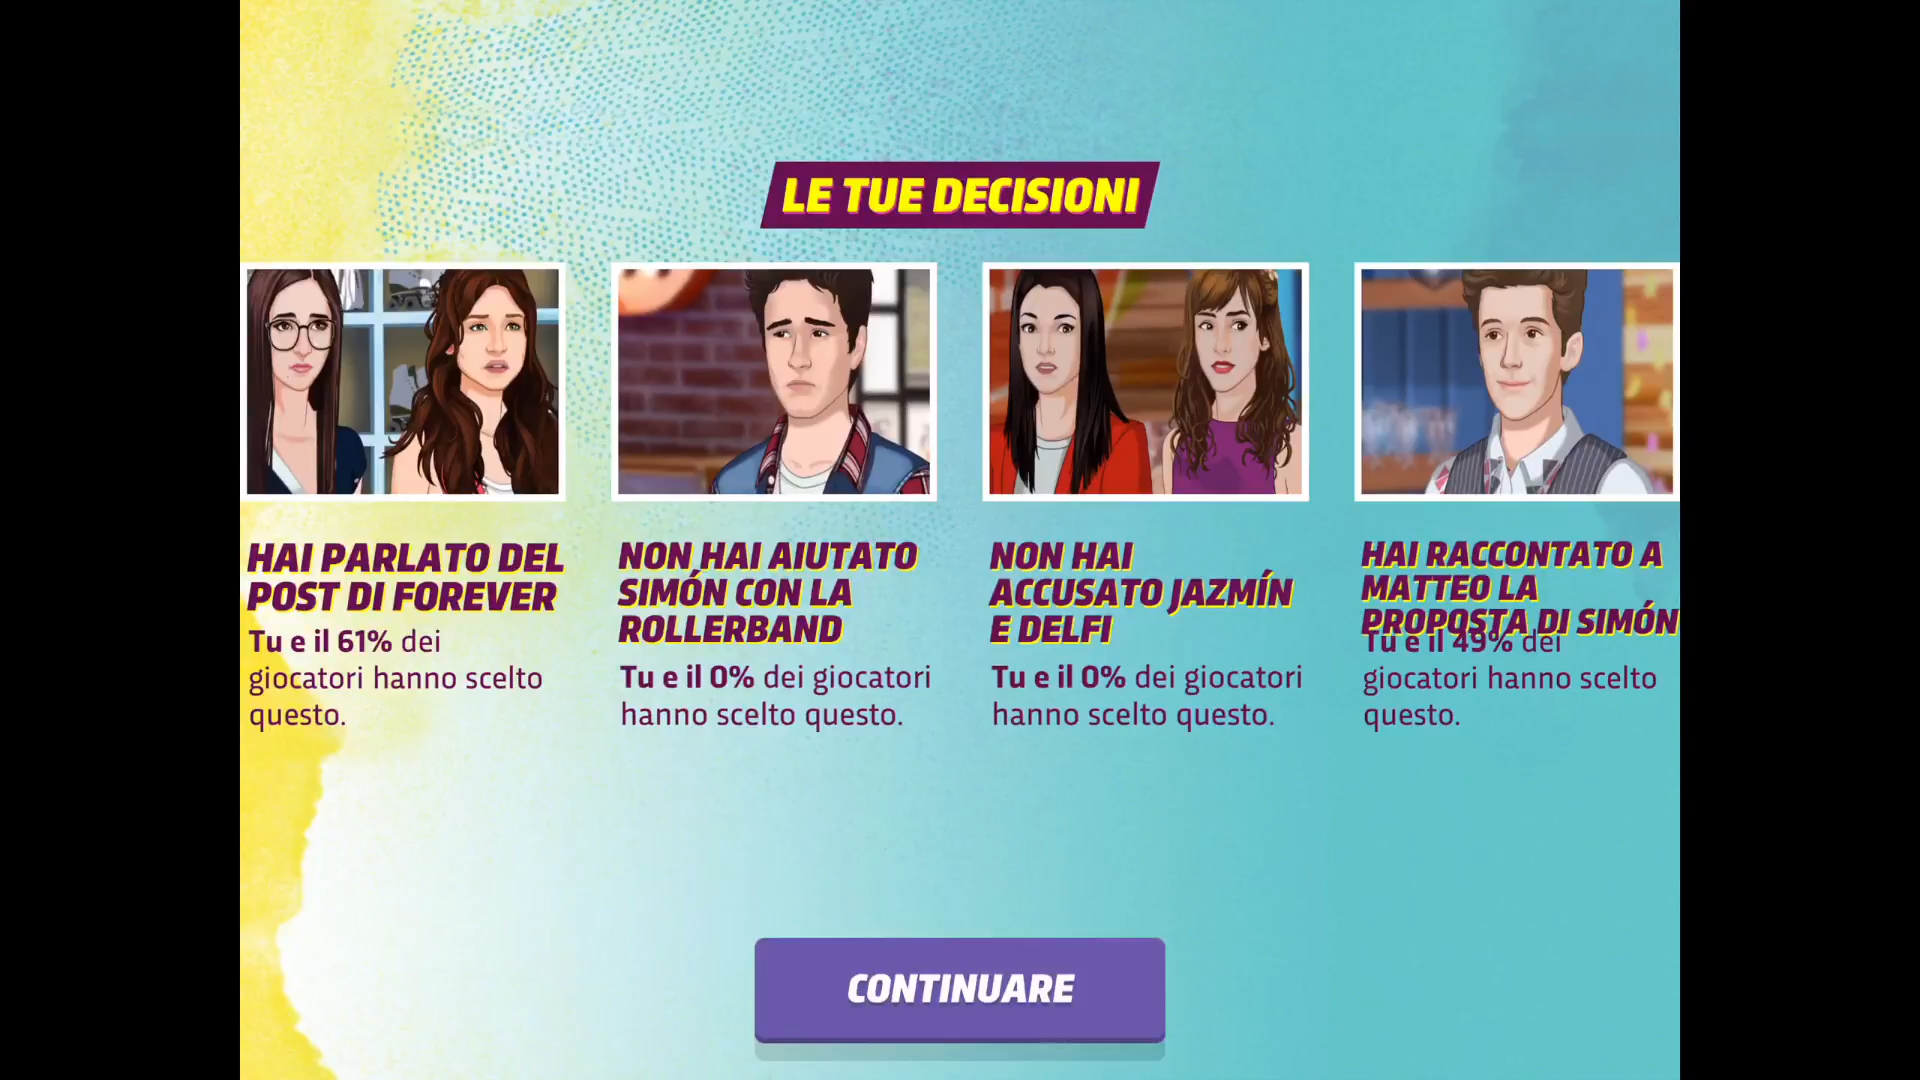 LE TUE DECISIONI
HAI PARLATO DEL
POST DI FOREVER
Tu e il 61% dei
giocatori hanno scelto
questo.
NON HAI AIUTATO
SIMÓN CON LA
ROLLERBAND
Tu e il 0% dei giocatori
hanno scelto questo.
NON HAI
ACCUSATO JAZMÍN
E DELFI
Tu e il 0% dei giocatori
hanno scelto questo.
HAI RACCONTATO A
MATTEO LA
PROPOSTA DI SIMÓN
Tu e il 49% dei
giocatori hanno scelto
questo.
CONTINUARE